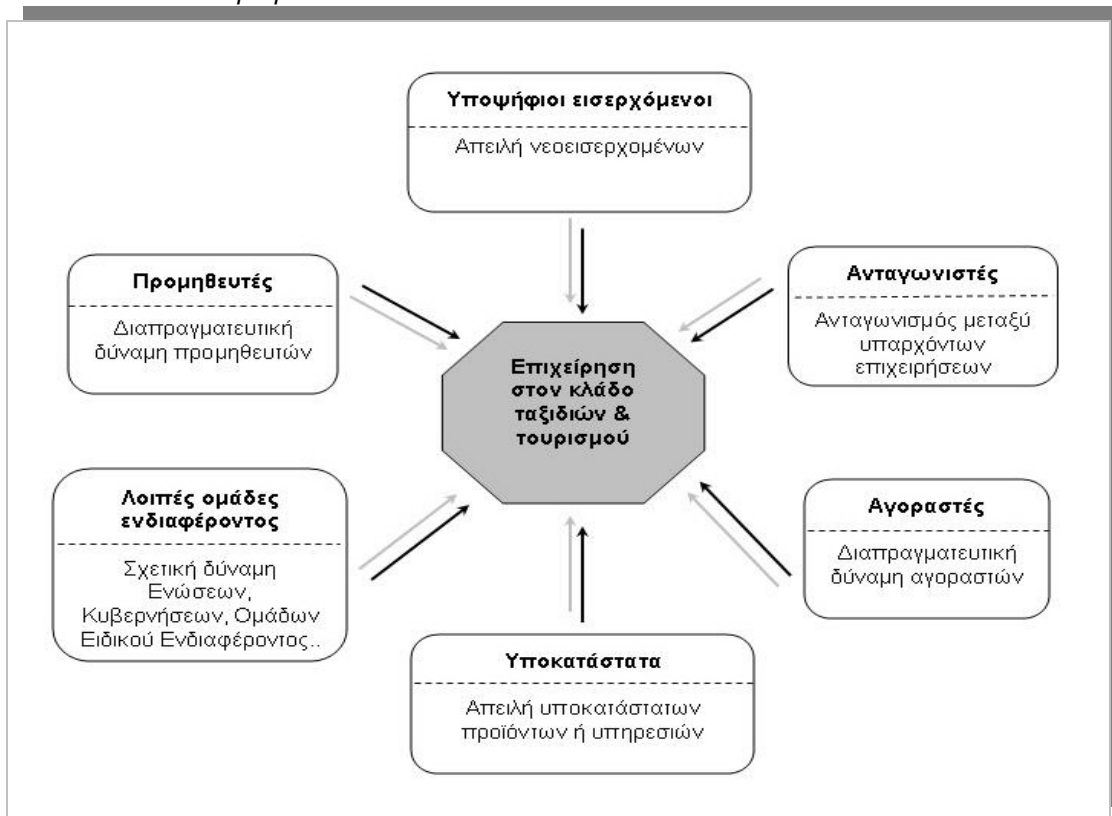 Υποψήφιοι εισερχόμενοι
Απειλή νεοεισερχομένων
Προμηθευτές
Διαπραγματευτική
δύναμη προμηθευτών
Ανταγωνιστές
Ανταγωνισμός μεταξύ
υπαρχόντων
επιχειρήσεων
Επιχείρηση
στον κλάδο
ταξιδιών &
τουρισμού
Λοιπές ομάδες
ενδιαφέροντος
Σχετική δύναμη
Ενώσεων,
Κυβερνήσεων, Ομάδων
Ειδικού Ενδιαφέροντος..
Αγοραστές
Διαπραγματευτική
δύναμη αγοραστών
Υποκατάστατα
Απειλή υποκατάστατων
προϊόντων ή υπηρεσιών